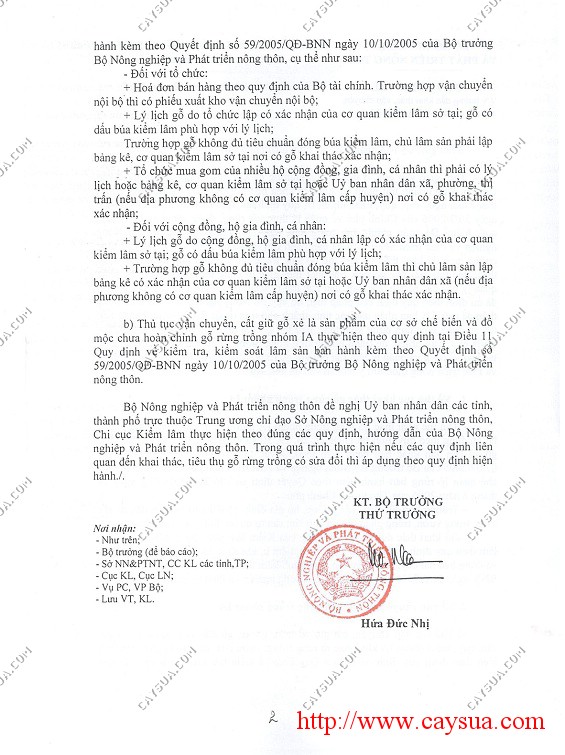 hành kèm theo Quyết định số 59/2005/QĐ-BNN ngày 10/10/2005 của Bộ trưởng
Bộ Nông nghiệp và Phát triển nông thôn, cụ thể như sau:
- Đối với tổ chức:
+ Hoá đơn bán hàng theo quy định của Bộ tài chính. Trường hợp vận chuyển
nội bộ thì có phiếu xuất kho vận chuyển nội bộ;
+ Lý lịch gỗ do tổ chức lập có xác nhận của cơ quan kiểm lâm sở tại; gỗ có
dấu búa kiểm lâm phù hợp với lý lịch;
Trường hợp gỗ không đủ tiêu chuẩn đóng búa kiểm lâm, chủ lâm sản phải lập
bảng kê, cơ quan kiểm lâm sở tại nơi có gỗ khai thác xác nhận;
+ Tổ chức mua gom của nhiều hộ cộng đồng, gia đình, cá nhân thì phải có lý
lịch hoặc bảng kê, cơ quan kiểm lâm sở tại hoặc Uỷ ban nhân dân xã, phường, thị
trấn (nếu địa phương không có cơ quan kiểm lâm cấp huyện) nơi có gỗ khai thác
xác nhận;
- Đối với cộng đồng, hộ gia đình, cá nhân:
+ Lý lịch gỗ do cộng đồng, hộ gia đình, cá nhân lập có xác nhận của cơ quan
kiểm lâm sở tại; gỗ có dấu búa kiểm lâm phù hợp với lý lịch;
+ Trường hợp gỗ không đủ tiêu chuẩn đóng búa kiểm lâm thì chủ lâm sản lập
bảng kê có xác nhận của cơ quan kiểm lâm sở tại hoặc Uỷ ban nhân dân xã (nếu địa
phương không có cơ quan kiểm lâm cấp huyện) nơi có gỗ khai thác xác nhận.
b) Thủ tục vận chuyển, cất giữ gỗ xẻ là sản phẩm của cơ sở chế biến và đồ
mộc chưa hoàn chỉnh gỗ rừng trồng nhóm IA thực hiện theo quy định tại Điều 11
Quy định về kiểm tra, kiểm soát lâm sản ban hành kèm theo Quyết định số
59/2005/QĐ-BNN ngày 10/10/2005 của Bộ trưởng Bộ Nông nghiệp và Phát triển
nông thôn.
Bộ Nông nghiệp và Phát triển nông thôn đề nghị Uỷ ban nhân dân các tỉnh,
thành phố trực thuộc Trung ương chỉ đạo Sở Nông nghiệp và Phát triển nông thôn,
Chi cục Kiểm lâm thực hiện theo đúng các quy định, hướng dẫn của Bộ Nông
nghiệp và Phát triển nông thôn. Trong quá trình thực hiện nếu các quy định liên
quan đến khai thác, tiêu thụ gỗ rừng trồng có sửa đổi thì áp dụng theo quy định hiện
hành./.
KT. BỘ TRƯỞNG
THỨ TRƯỞNG
Nơi nhận:
- Như trên;
- Bộ trưởng (để báo cáo);
- Sở NN&PTNT, CC KL các tỉnh,TP;
- Cục KL, Cục LN;
- Vụ PC, VP Bộ;
- Lưu VT, KL.
BỘ NÔNG NGHIỆP VÀ PHÁT TRIỂN NÔNG THÔN
Hứa Đức Nhị
2
http://www.caysua.com
CAYSUA.COM